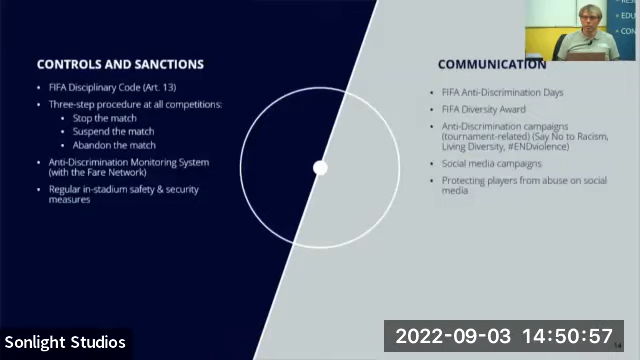 CONTROLS AND SANCTIONS
• FIFA Disciplinary Code (Art. 13)
• Three-step procedure at all competitions:
• Stop the match
• Suspend the match
• Abandon the match
• Anti-Discrimination Monitoring System
(with the Fare Network)
• Regular in-stadium safety & security
measures
COMMUNICATION
• FIFA Anti-Discrimination Days
• FIFA Diversity Award
• Anti-Discrimination campaigns
(tournament-related) (Say No to Racism,
Living Diversity, #ENDviolence)
• Social media campaigns
• Protecting players from abuse on social
media
• EDU
• CON
Sonlight Studios
2022-09-03 14:50:57